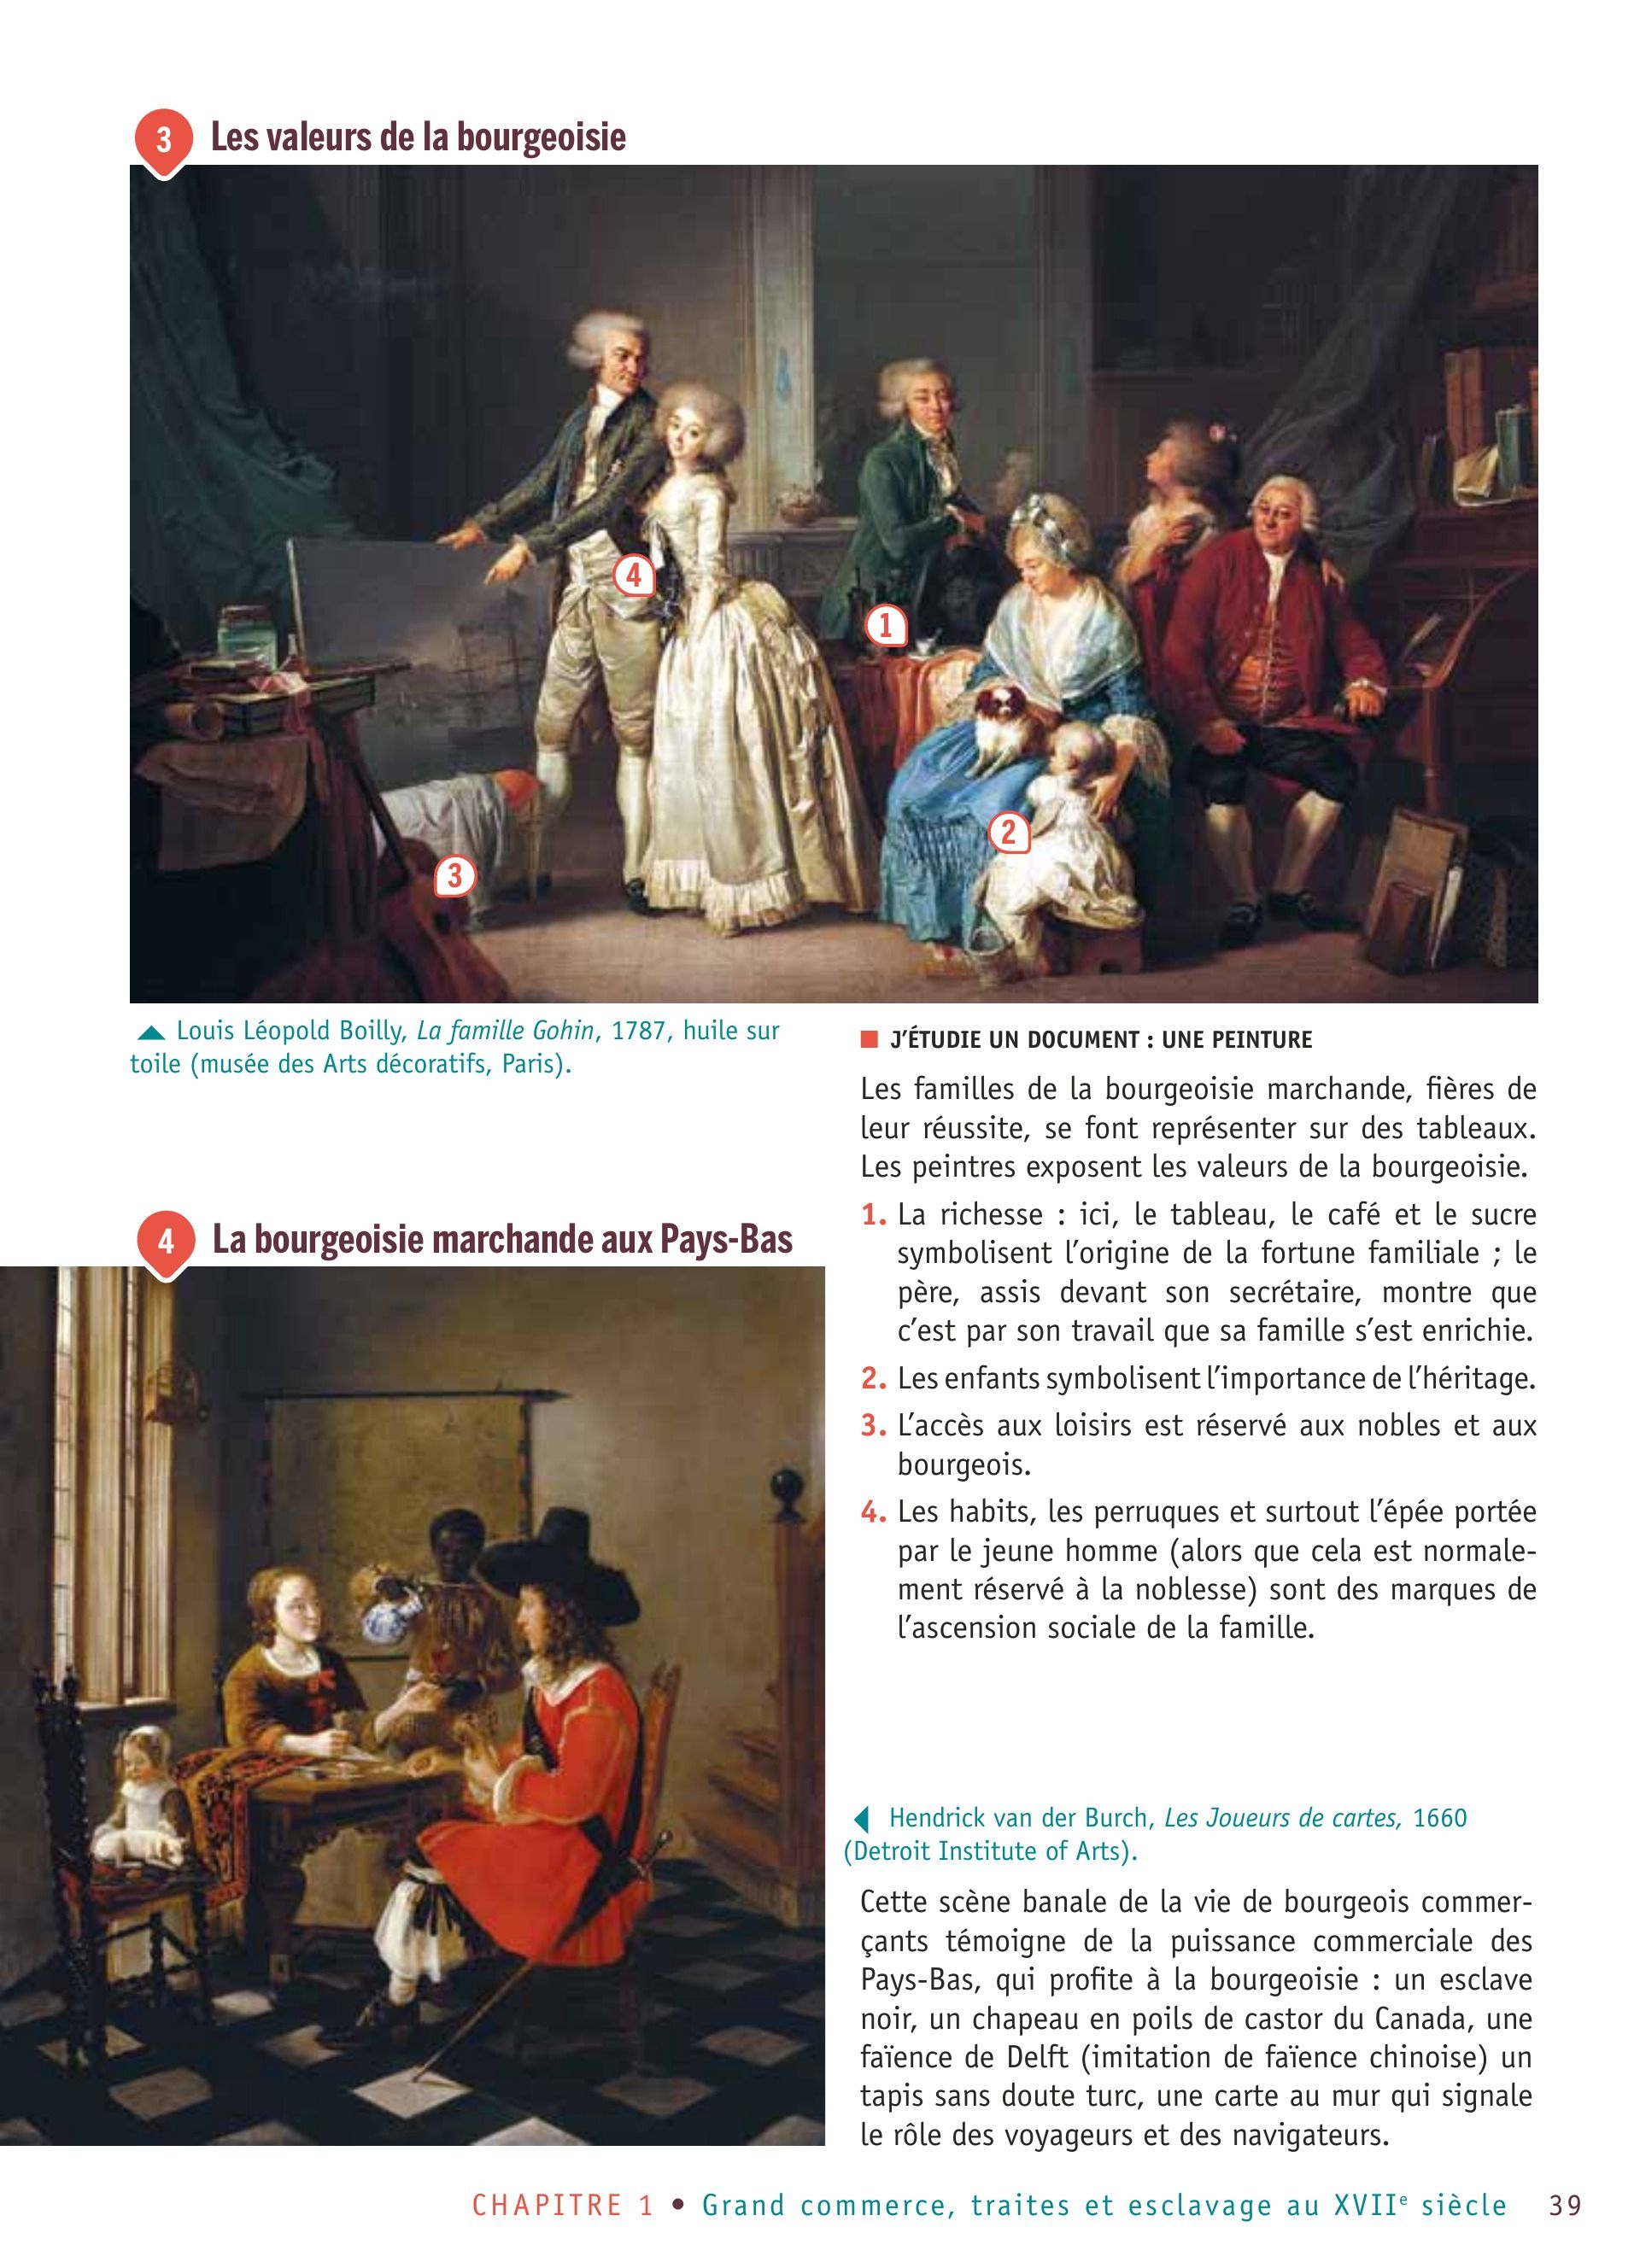 3 Les valeurs de la bourgeoisie
4
1
2
3
Louis Léopold Boilly, La famille Gohin, 1787, huile sur
toile (musée des Arts décoratifs, Paris).
J'ÉTUDIE UN DOCUMENT : UNE PEINTURE
Les familles de la bourgeoisie marchande, fières de
leur réussite, se font représenter sur des tableaux.
Les peintres exposent les valeurs de la bourgeoisie.
1. La richesse : ici, le tableau, le café et le sucre
symbolisent l'origine de la fortune familiale ; le
père, assis devant son secrétaire, montre que
c'est par son travail que sa famille s'est enrichie.
2. Les enfants symbolisent l'importance de l'héritage.
3. L'accès aux loisirs est réservé aux nobles et aux
bourgeois.
4. Les habits, les perruques et surtout l'épée portée
par le jeune homme (alors que cela est normale-
ment réservé à la noblesse) sont des marques de
l'ascension sociale de la famille.
4 La bourgeoisie marchande aux Pays-Bas
Hendrick van der Burch, Les Joueurs de cartes, 1660
(Detroit Institute of Arts).
Cette scène banale de la vie de bourgeois commer-
çants témoigne de la puissance commerciale des
Pays-Bas, qui profite à la bourgeoisie : un esclave
noir, un chapeau en poils de castor du Canada, une
faïence de Delft (imitation de faïence chinoise) un
tapis sans doute turc, une carte au mur qui signale
le rôle des voyageurs et des navigateurs.
CHAPITRE 1 • Grand commerce, traites et esclavage au XVIIe siècle 39